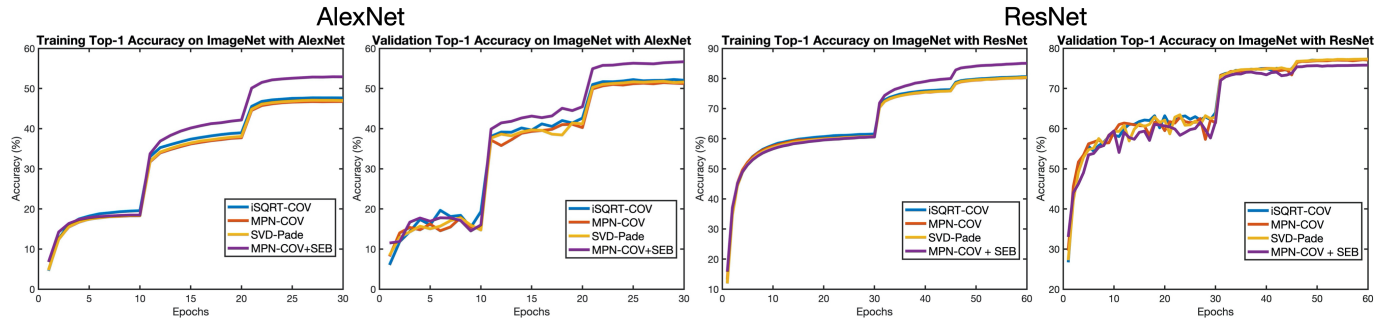 AlexNet
ResNet
Training Top-1 Accuracy on ImageNet with AlexNet
60
50
40
30
20
10
0
Accuracy (%)
0 5 10 15 20 25 30
Epochs
iSQRT-COV
MPN-COV
SVD-Pade
MPN-COV+SEB
Validation Top-1 Accuracy on ImageNet with AlexNet
60
50
40
30
20
10
0
Accuracy (%)
0 5 10 15 20 25 30
Epochs
iSQRT-COV
MPN-COV
SVD-Pade
MPN-COV+SEB
Training Top-1 Accuracy on ImageNet with ResNet
90
80
70
60
50
40
30
20
10
Accuracy (%)
0 10 20 30 40 50 60
Epochs
iSQRT-COV
MPN-COV
SVD-Pade
MPN-COV + SEB
Validation Top-1 Accuracy on ImageNet with ResNet
80
70
60
50
40
30
20
Accuracy (%)
0 10 20 30 40 50 60
Epochs
iSQRT-COV
MPN-COV
SVD-Pade
MPN-COV + SEB